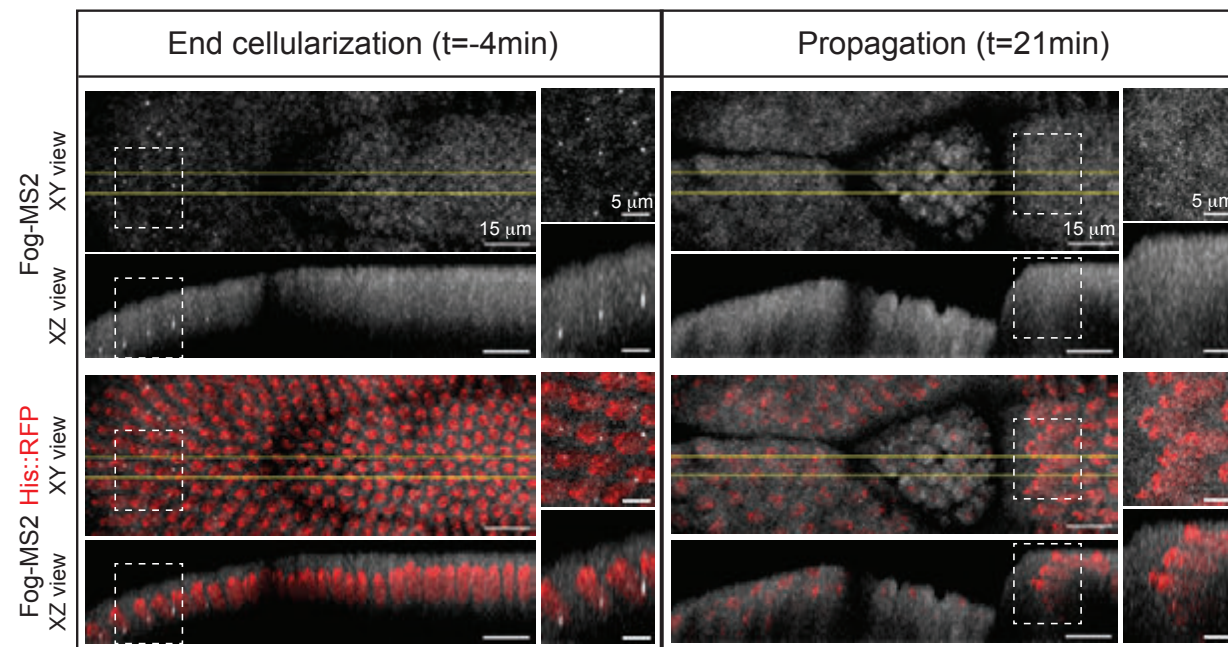 End cellularization (t=-4min)
Propagation (t=21min)
Fog-MS2
XY view
XZ view
15 μm
5 μm
15 μm
5 μm
Fog-MS2 His::RFP
XY view
XZ view